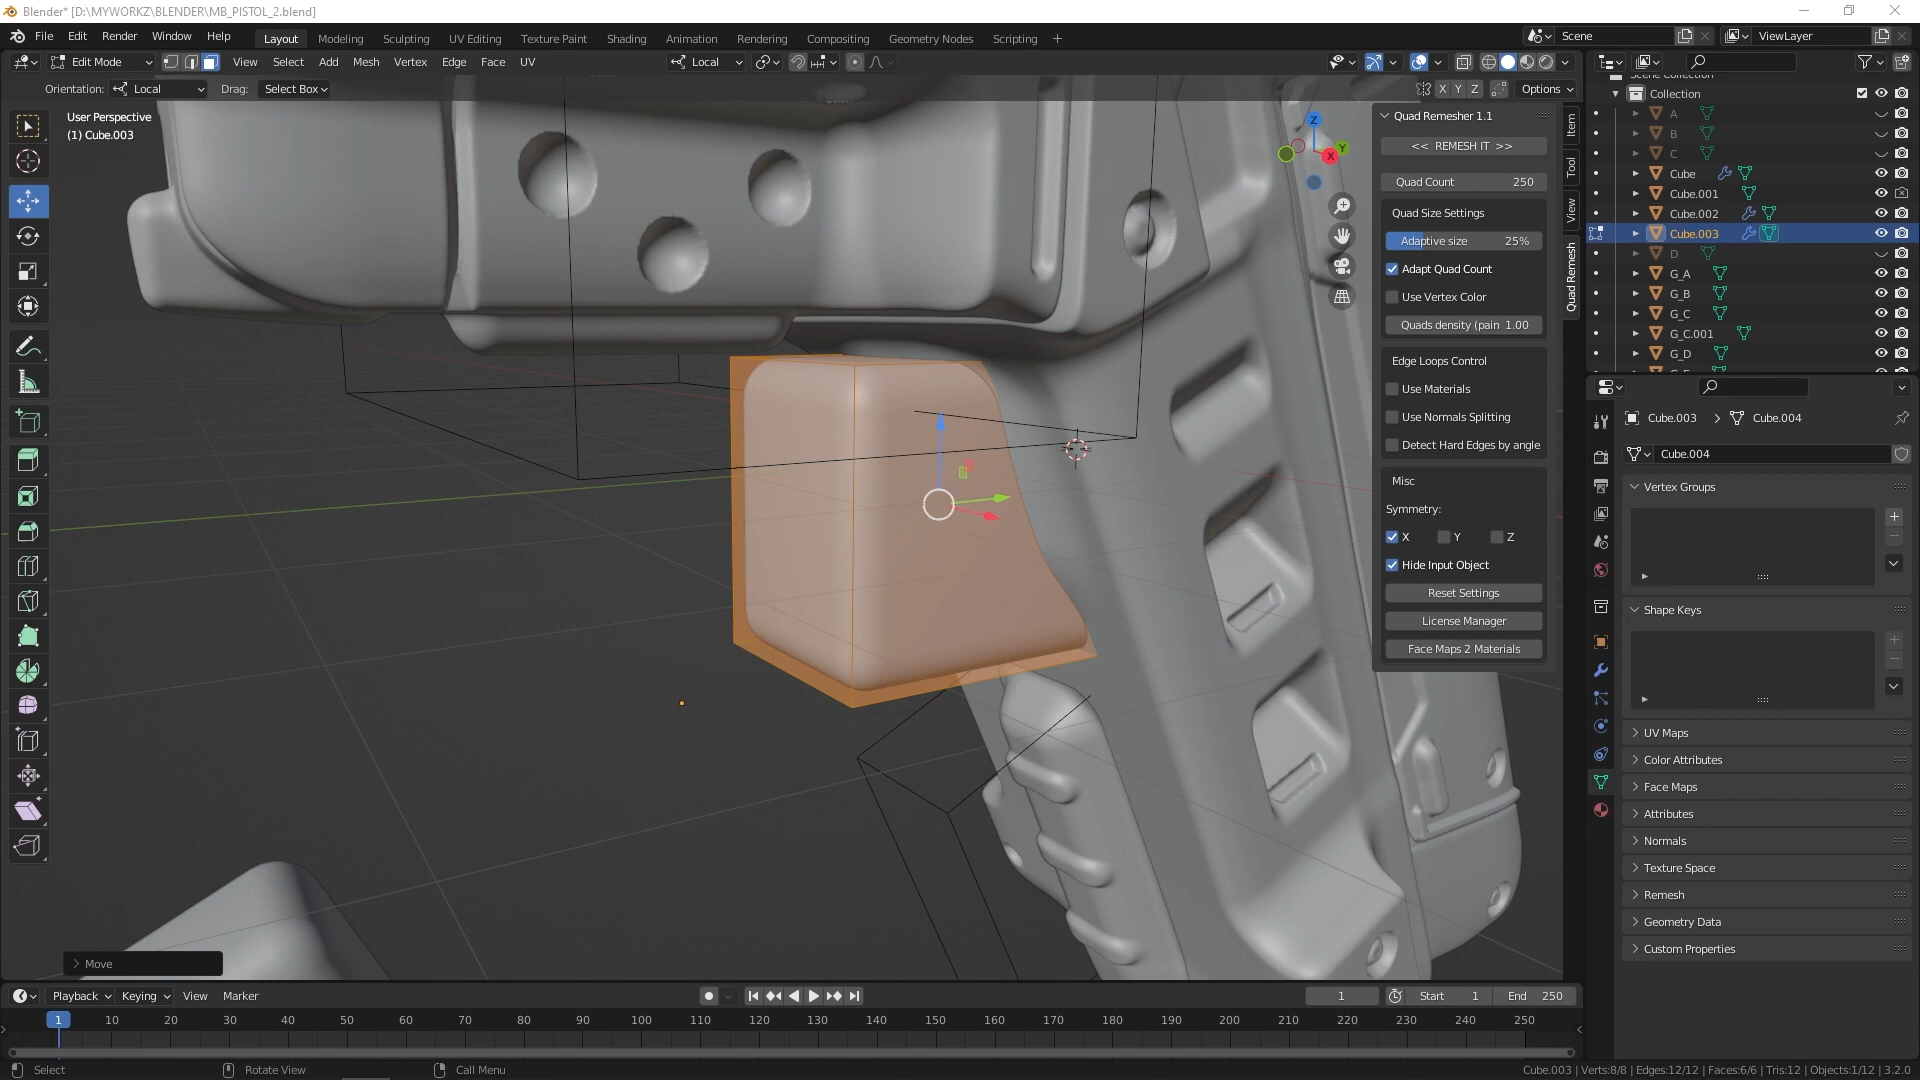 Blender* [D:\MYWORKZ\BLENDER\MB_PISTOL_2.blend]
File Edit Render Window Help
Layout Modeling Sculpting UV Editing Texture Paint Shading Animation Rendering Compositing Geometry Nodes Scripting +
Scene
ViewLayer
Edit Mode View Select Add Mesh Vertex Edge Face UV
Local
Orientation: Local Drag: Select Box
X Y Z Options
User Perspective
(1) Cube.003
Z
Y
X
Quad Remesher 1.1
<< REMESH IT >>
Quad Count 250
Quad Size Settings
Adaptive size 25%
Adapt Quad Count
Use Vertex Color
Quads density (pain 1.00
Edge Loops Control
Use Materials
Use Normals Splitting
Detect Hard Edges by angle
Misc
Symmetry:
X Y Z
Hide Input Object
Reset Settings
License Manager
Face Maps 2 Materials
Item
Tool
View
Quad Remesh
Scene Collection
Collection
A
B
C
Cube
Cube.001
Cube.002
Cube.003
D
G_A
G_B
G_C
G_C.001
G_D
Cube.003 > Cube.004
Cube.004
Vertex Groups
Shape Keys
UV Maps
Color Attributes
Face Maps
Attributes
Normals
Texture Space
Remesh
Geometry Data
Custom Properties
Move
Playback Keying View Marker
1 Start 1 End 250
1 10 20 30 40 50 60 70 80 90 100 110 120 130 140 150 160 170 180 190 200 210 220 230 240 250
Select Rotate View Call Menu
Cube.003 | Verts:8/8 | Edges:12/12 | Faces:6/6 | Tris:12 | Objects:1/12 | 3.2.0